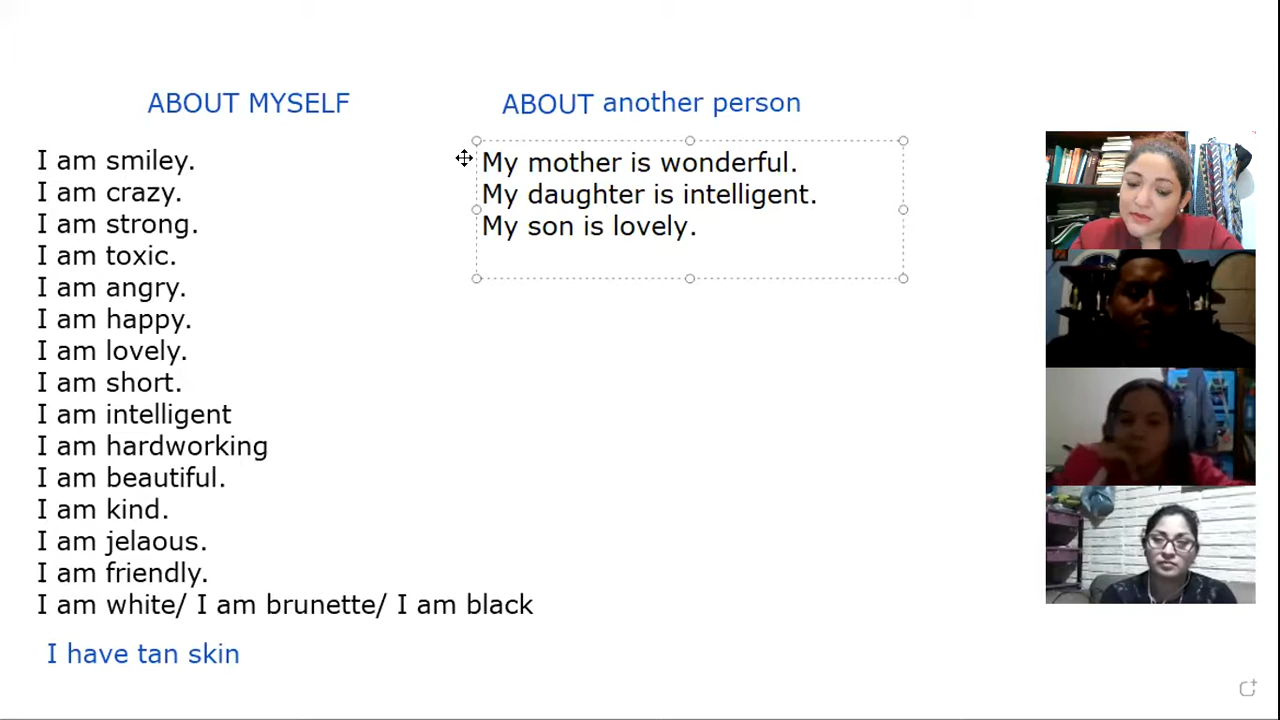 ABOUT MYSELF
I am smiley.
I am crazy.
I am strong.
I am toxic.
I am angry.
I am happy.
I am lovely.
I am short.
I am intelligent
I am hardworking
I am beautiful.
I am kind.
I am jelaous.
I am friendly.
I am white/ I am brunette/ I am black
I have tan skin
ABOUT another person
My mother is wonderful.
My daughter is intelligent.
My son is lovely.